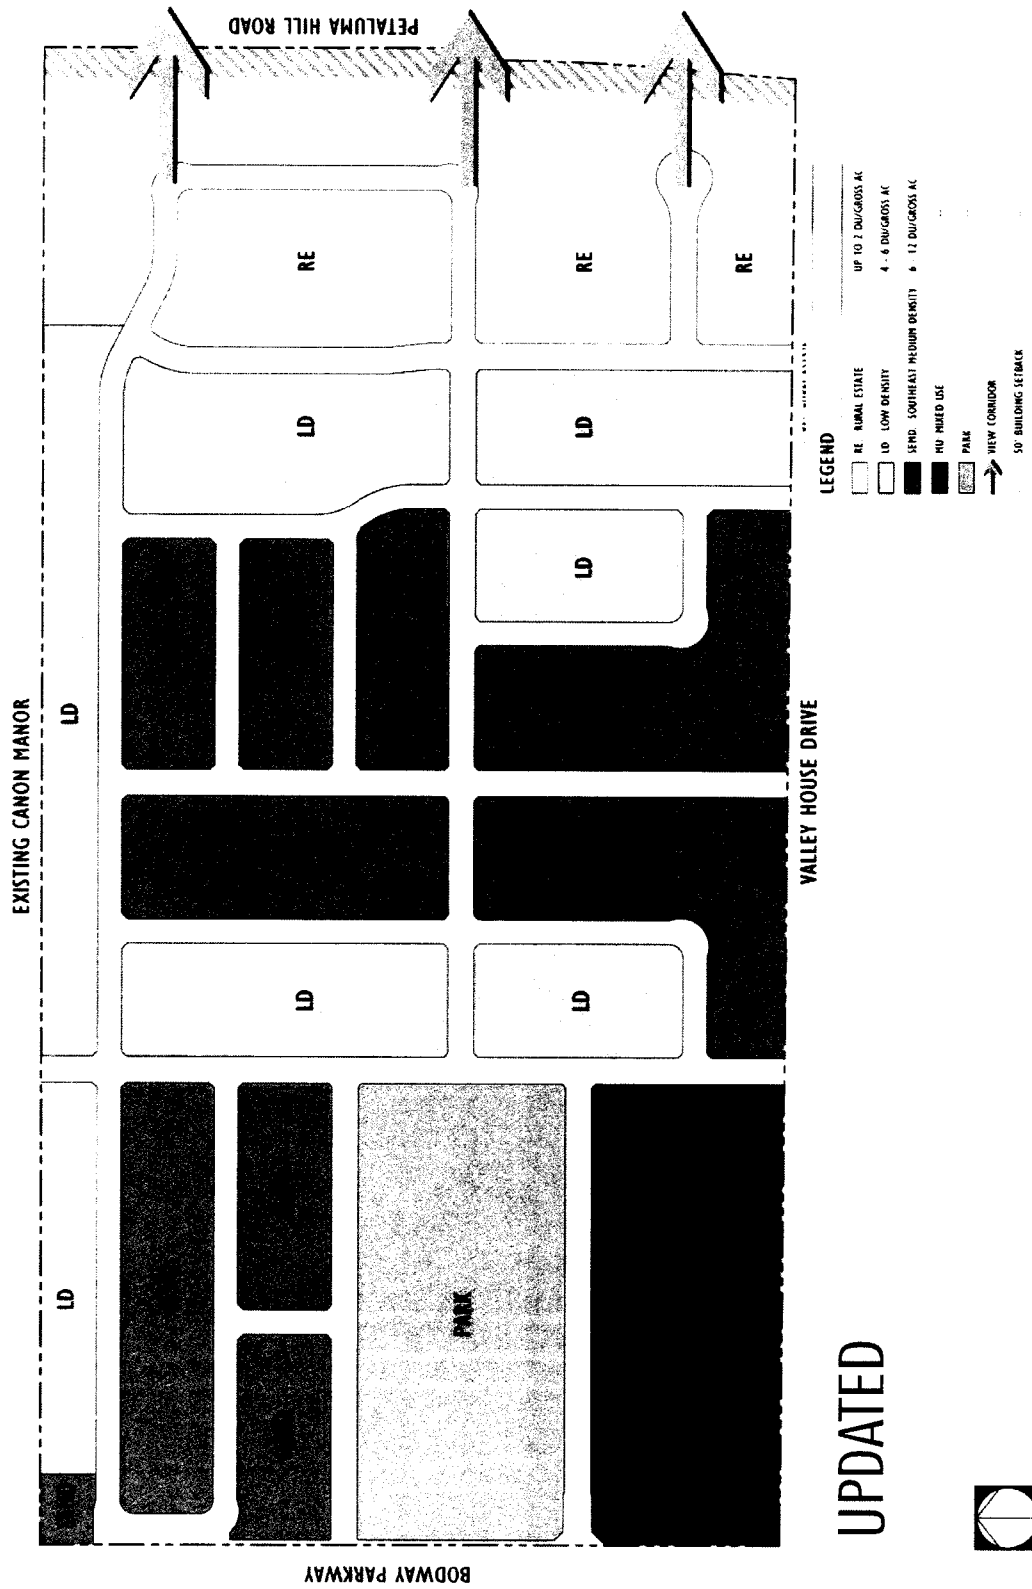 EXISTING CANON MANOR
PETALUMA HILL ROAD
BODWAY PARKWAY
VALLEY HOUSE DRIVE
LD
LD
LD
LD
LD
LD
LD
RE
RE
RE
PARK
LEGEND
RE RURAL ESTATE UP TO 2 DU/GROSS AC
LD LOW DENSITY 4 - 6 DU/GROSS AC
SEMD. SOUTHEAST MEDIUM DENSITY 6 - 12 DU/GROSS AC
MU MIXED USE
PARK
VIEW CORRIDOR
50' BUILDING SETBACK
UPDATED